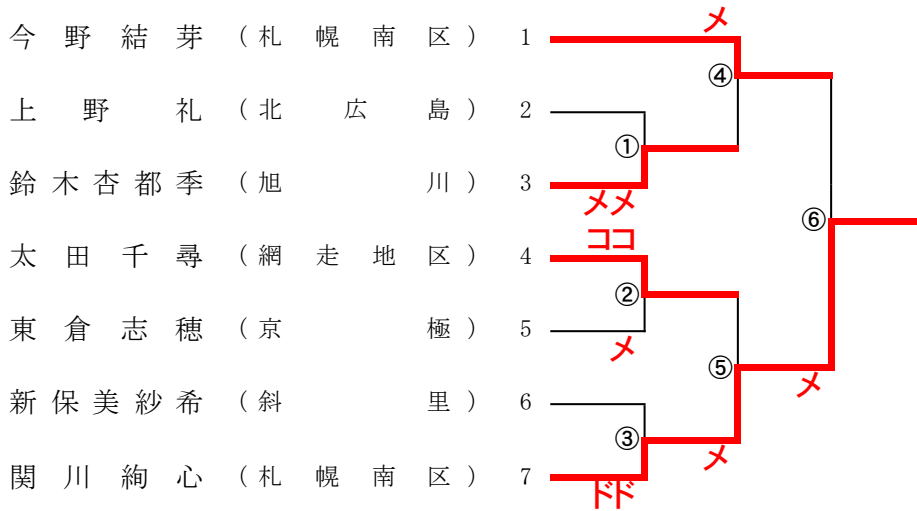 今野結芽 (札幌南区) 1
メ
④
上野礼 (北広島) 2
①
鈴木杏都季 (旭川) 3
メメ
⑥
ココ
太田千尋 (網走地区) 4
②
東倉志穂 (京極) 5
メ
⑤
メ
新保美紗希 (斜里) 6
③
メ
関川絢心 (札幌南区) 7
ドド